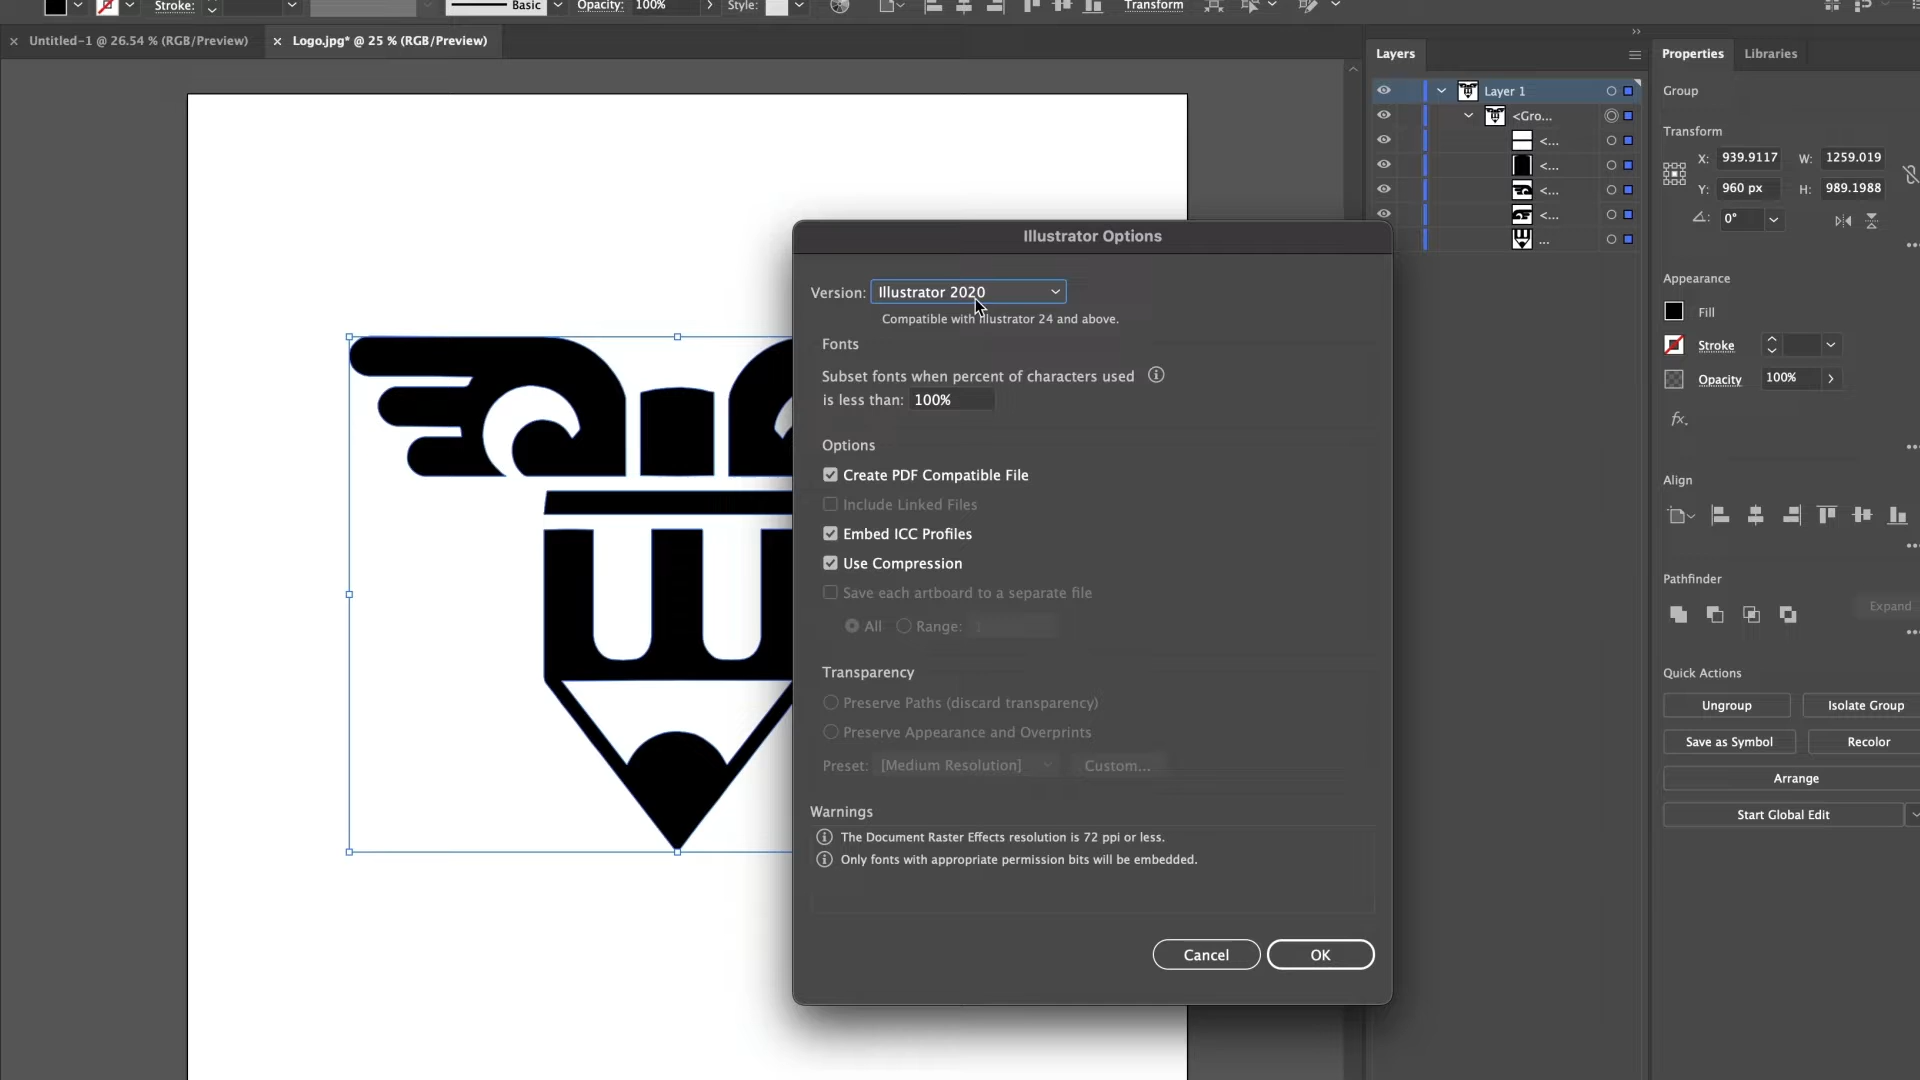 Stroke:
Basic
Opacity: 100%
Style:
Transform
Untitled-1 @ 26.54 % (RGB/Preview)
Logo.jpg* @ 25 % (RGB/Preview)
Layers
Layer 1
<Gro...
<...
<...
<...
<...
...
Properties
Libraries
Group
Transform
X: 939.9117
W: 1259.019
Y: 960 px
H: 989.1988
0°
Appearance
Fill
Stroke
Opacity
100%
fx.
Align
Pathfinder
Expand
Quick Actions
Ungroup
Isolate Group
Save as Symbol
Recolor
Arrange
Start Global Edit
Illustrator Options
Version: Illustrator 2020
Compatible with Illustrator 24 and above.
Fonts
Subset fonts when percent of characters used
is less than: 100%
Options
Create PDF Compatible File
Include Linked Files
Embed ICC Profiles
Use Compression
Save each artboard to a separate file
All
Range: 1
Transparency
Preserve Paths (discard transparency)
Preserve Appearance and Overprints
Preset: [Medium Resolution]
Custom...
Warnings
The Document Raster Effects resolution is 72 ppi or less.
Only fonts with appropriate permission bits will be embedded.
Cancel
OK